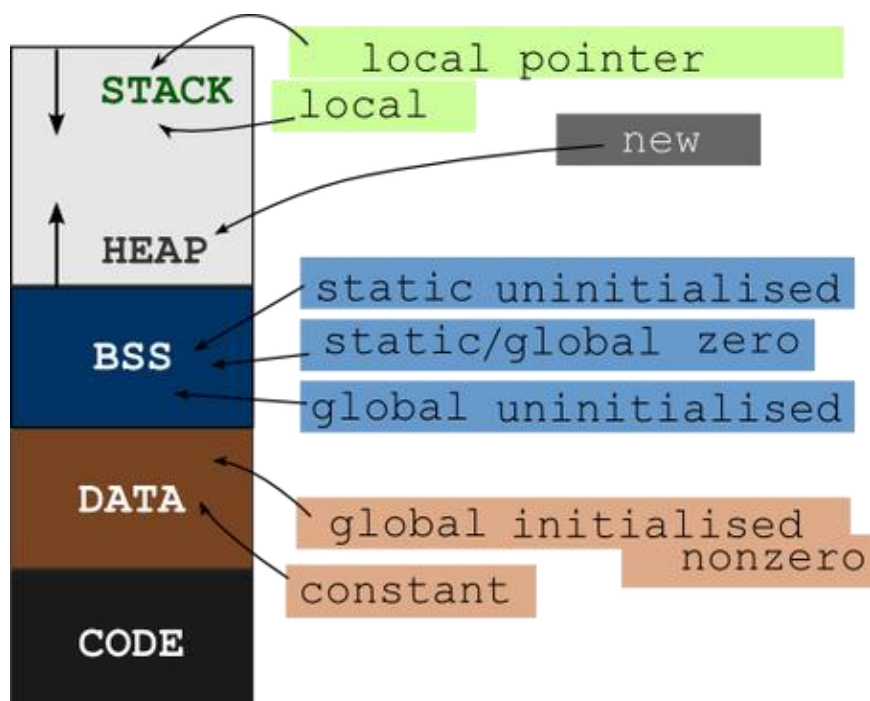 local pointer
STACK
local
new
HEAP
static uninitialised
static/global zero
BSS
global uninitialised
DATA
global initialised
nonzero
constant
CODE